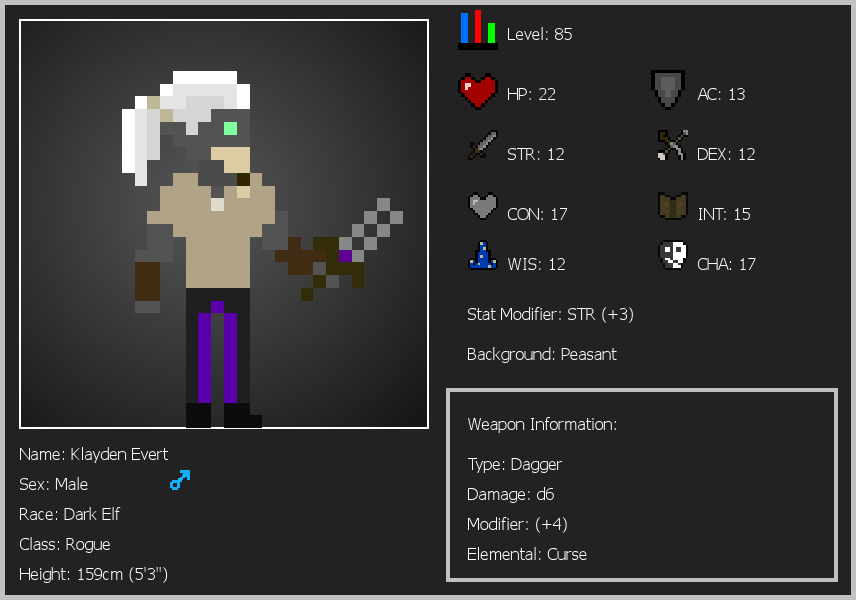 Level: 85
HP: 22
AC: 13
STR: 12
DEX: 12
CON: 17
INT: 15
WIS: 12
CHA: 17
Stat Modifier: STR (+3)
Background: Peasant
Weapon Information:
Type: Dagger
Damage: d6
Modifier: (+4)
Elemental: Curse
Name: Klayden Evert
Sex: Male
Race: Dark Elf
Class: Rogue
Height: 159cm (5'3")